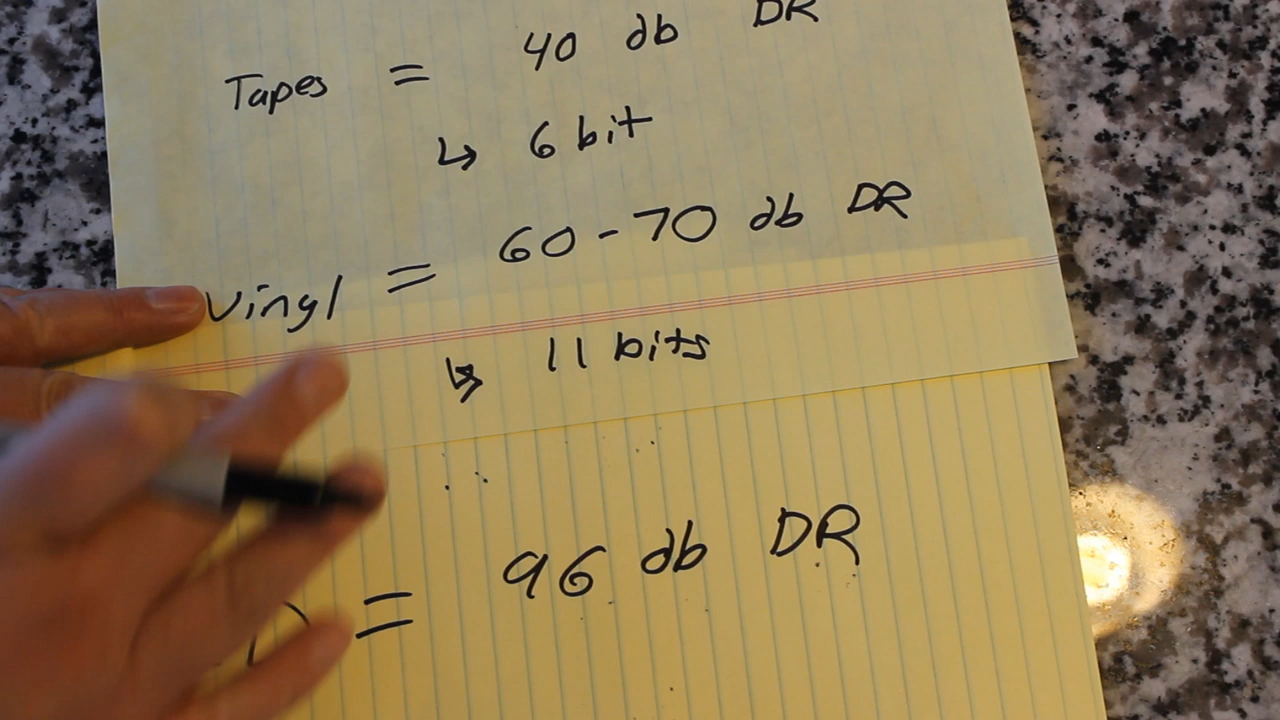 Tapes = 40 db DR
↳ 6 bit
Vinyl = 60-70 db DR
↳ 11 bits
= 96 db DR